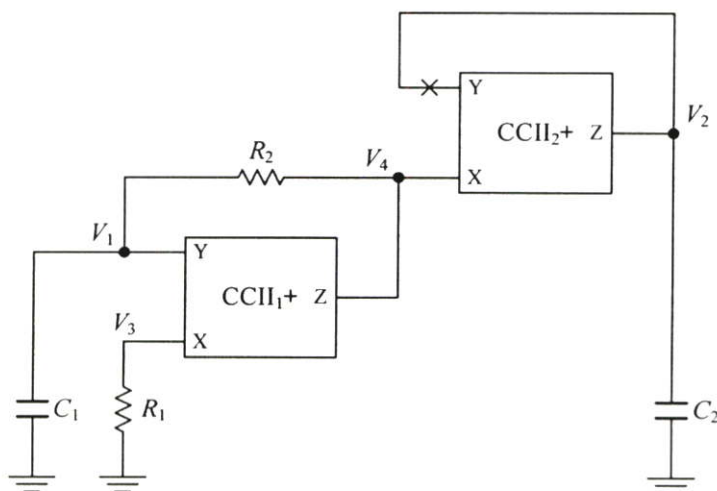 Y
CCII₂+
Z
V₂
X
R₂
V₄
V₁
Y
CCII₁+
Z
V₃
X
C₁
R₁
C₂